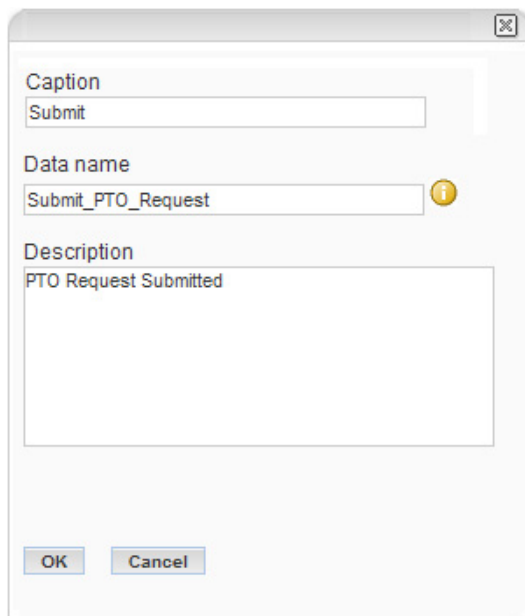 Caption
Submit
Data name
Submit_PTO_Request
Description
PTO Request Submitted
OK Cancel